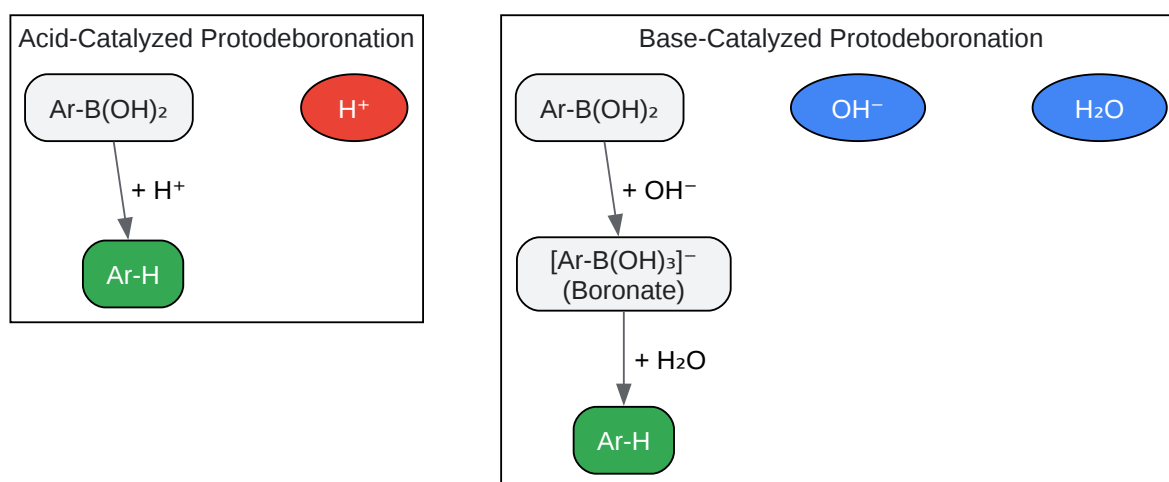 Acid-Catalyzed Protodeboronation
Ar-B(OH)₂
H⁺
+ H⁺
Ar-H
Base-Catalyzed Protodeboronation
Ar-B(OH)₂
OH⁻
H₂O
+ OH⁻
[Ar-B(OH)₃]⁻
(Boronate)
+ H₂O
Ar-H